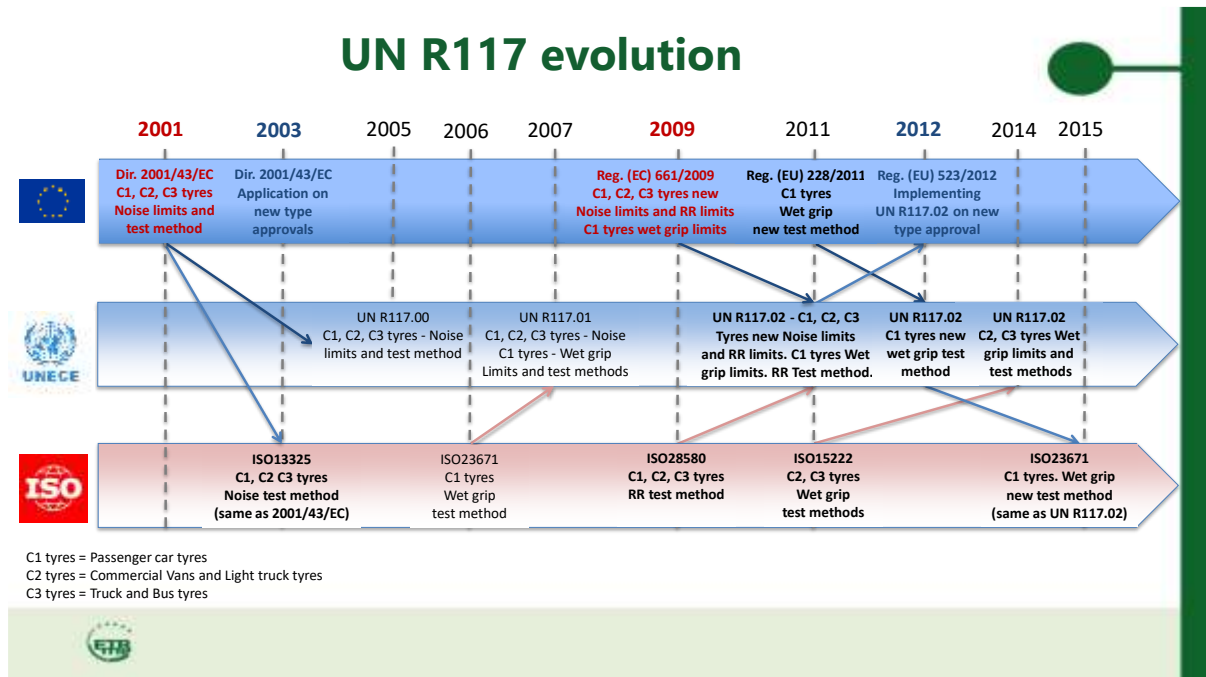 UN R117 evolution
2001
2003
2005
2006
2007
2009
2011
2012
2014
2015
Dir. 2001/43/EC
C1, C2, C3 tyres
Noise limits and
test method
Dir. 2001/43/EC
Application on
new type
approvals
Reg. (EC) 661/2009
C1, C2, C3 tyres new
Noise limits and RR limits
C1 tyres wet grip limits
Reg. (EU) 228/2011
C1 tyres
Wet grip
new test method
Reg. (EU) 523/2012
Implementing
UN R117.02 on new
type approval
UNECE
UN R117.00
C1, C2, C3 tyres - Noise
limits and test method
UN R117.01
C1, C2, C3 tyres - Noise
C1 tyres - Wet grip
Limits and test methods
UN R117.02 - C1, C2, C3
Tyres new Noise limits
and RR limits. C1 tyres Wet
grip limits. RR Test method.
UN R117.02
C1 tyres new
wet grip test
method
UN R117.02
C2, C3 tyres Wet
grip limits and
test methods
ISO
ISO13325
C1, C2 C3 tyres
Noise test method
(same as 2001/43/EC)
ISO23671
C1 tyres
Wet grip
test method
ISO28580
C1, C2, C3 tyres
RR test method
ISO15222
C2, C3 tyres
Wet grip
test methods
ISO23671
C1 tyres. Wet grip
new test method
(same as UN R117.02)
C1 tyres = Passenger car tyres
C2 tyres = Commercial Vans and Light truck tyres
C3 tyres = Truck and Bus tyres